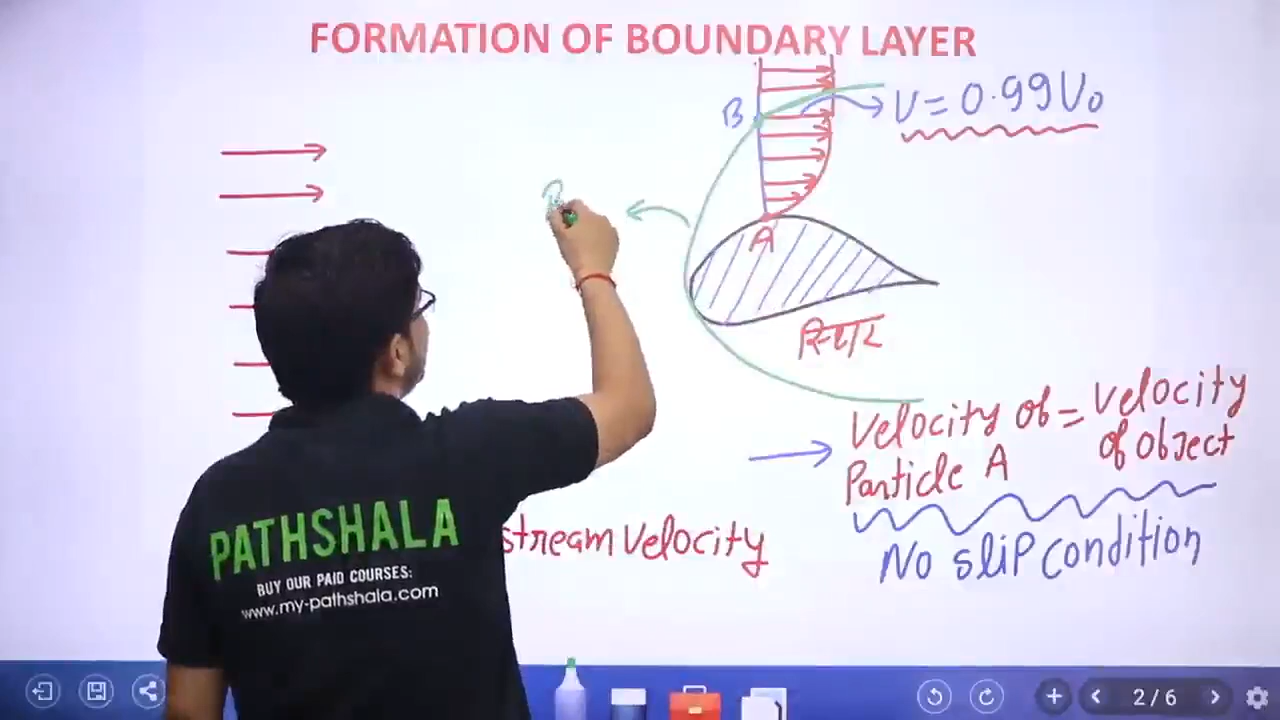 FORMATION OF BOUNDARY LAYER
B
V = 0.99V₀
A
स्थिर
Velocity of = Velocity
Particle A of object
No slip condition
stream velocity
PATHSHALA
BUY OUR PAID COURSES:
www.my-pathshala.com
2 / 6